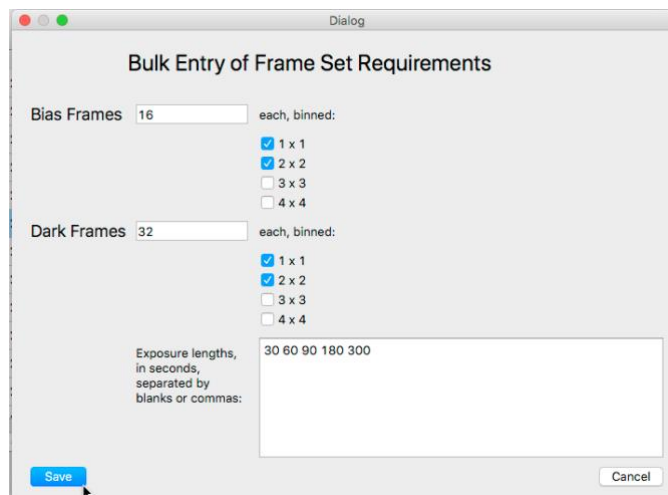 Dialog
Bulk Entry of Frame Set Requirements
Bias Frames 16 each, binned:
1 x 1
2 x 2
3 x 3
4 x 4
Dark Frames 32 each, binned:
1 x 1
2 x 2
3 x 3
4 x 4
Exposure lengths, 30 60 90 180 300
in seconds,
separated by
blanks or commas:
Save Cancel